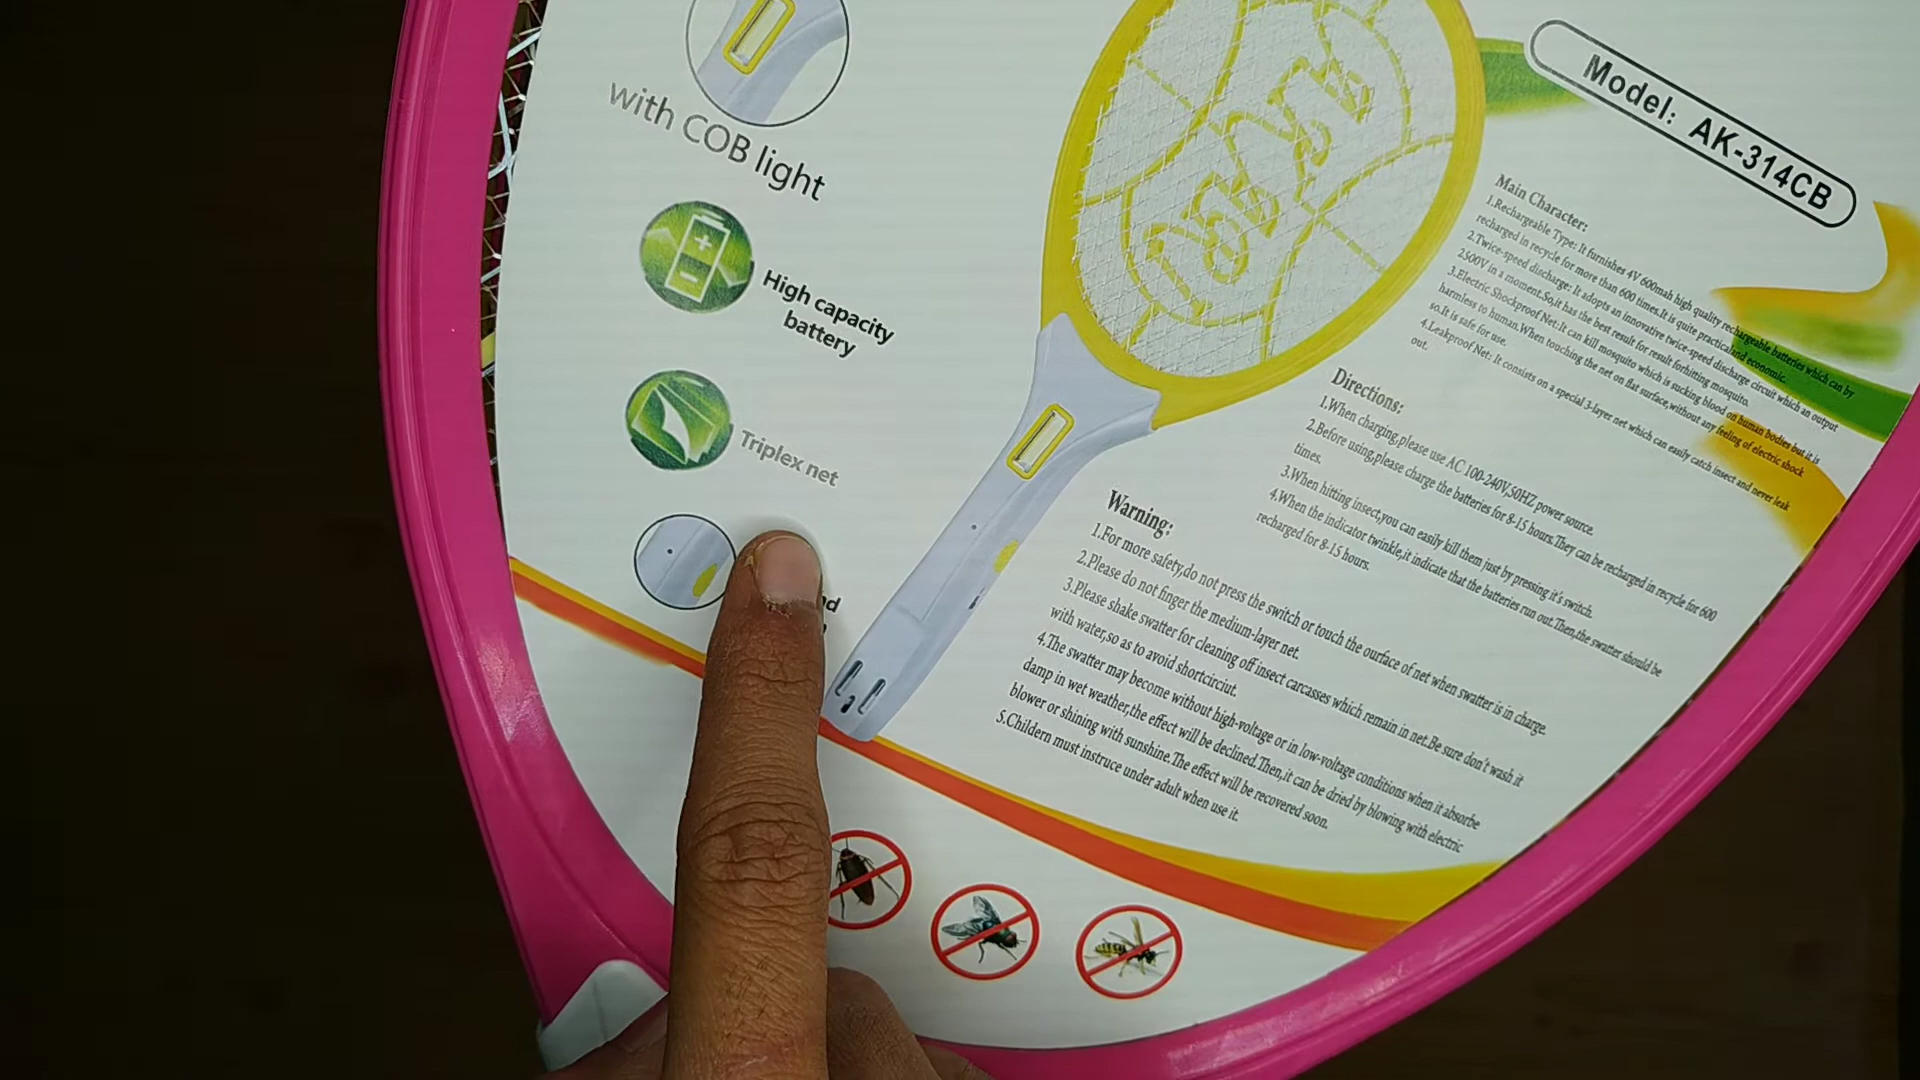 with COB light
High capacity
battery
Triplex net
Model: AK-314CB
Main Character:
1.Rechargeable Type: It furnishes 4V 600mah high quality rechargeable batteries which can by
recharged in recycle for more than 600 times.It is quite practicaland economic.
2.Twice-speed discharge: It adopts an innovative twice-speed discharge circuit which an output
2500V in a moment.So,it has the best result for result forhitting mosquito.
3.Electric Shockproof Net:It can kill mosquito which is sucking blood on human bodies but it is
harmless to human.When touching the net on flat surface,without any feeling of electric shock
so.It is safe for use.
4.Leakproof Net: It consists on a special 3-layer net which can easily catch insect and never leak
out.
Directions:
1.When charging,please use AC 100-240V,50HZ power source.
2.Before using,please charge the batteries for 8-15 hours.They can be recharged in recycle for 600
times.
3.When hitting insect,you can easily kill them just by pressing it's switch.
4.When the indicator twinkle,it indicate that the batteries run out.Then,the swatter should be
recharged for 8-15 hours.
Warning:
1.For more safety,do not press the switch or touch the ourface of net when swatter is in charge.
2.Please do not finger the medium-layer net.
3.Please shake swatter for cleaning off insect carcasses which remain in net.Be sure don't wash it
with water,so as to avoid shortcirciut.
4.The swatter may become without high-voltage or in low-voltage conditions when it absorbe
damp in wet weather,the effect will be declined.Then,it can be dried by blowing with electric
blower or shining with sunshine.The effect will be recovered soon.
5.Childern must instruce under adult when use it.